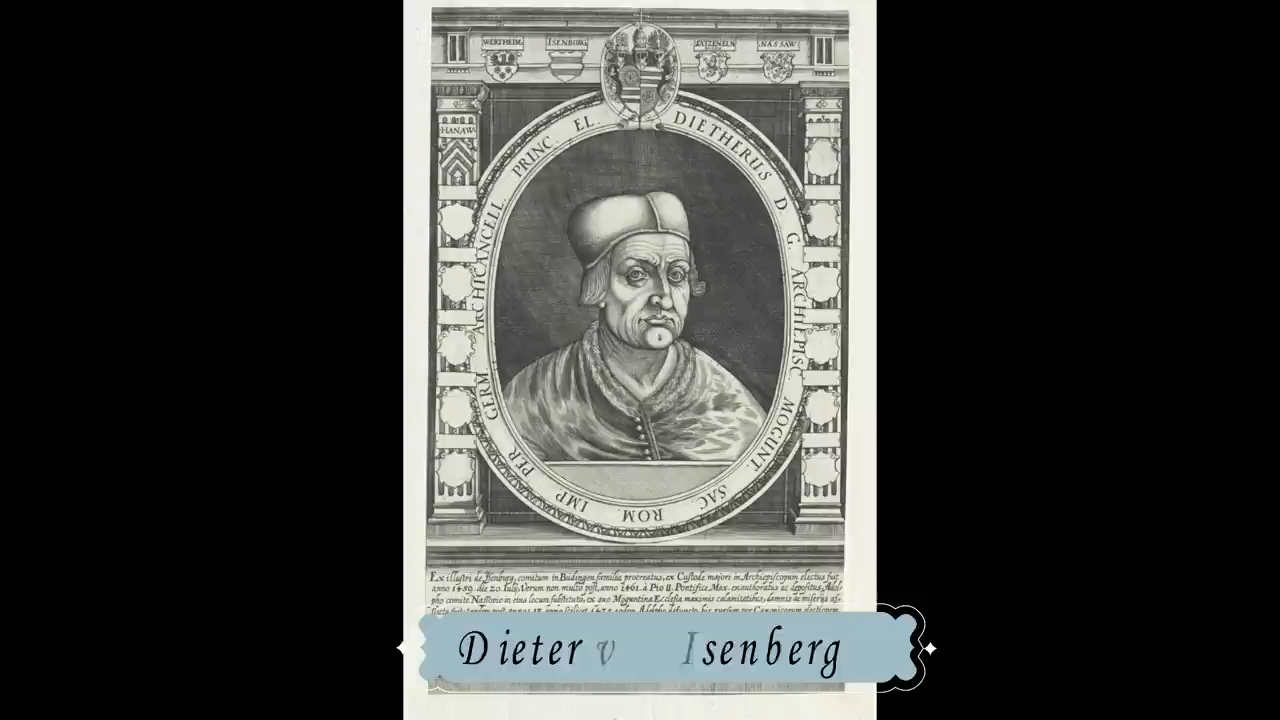 WERTHEIM. ISENBURG. NASSAW.
HANAW.
DIETHERUS D G. ARCHIEPISC. MOGUNT. SAC. ROM. IMP PER GERM. ARCHICANCELL. PRINC. EL.
Ex illustri de Isenburg, comitum in Budingen familia procreatus, ex Custode majori in Archiepiscopum electus fuit
anno 1459 die 20 Iulij. Verum non multo post, anno 1461. à Pio II. Pontifice Max. exauthoratus ac depositus, Adol-
pho comite Nassovio in eius locum substituto, ex quo Moguntina Ecclesia maximis calamitatibus, damnis ac miserijs af-
Dieter v Isenberg